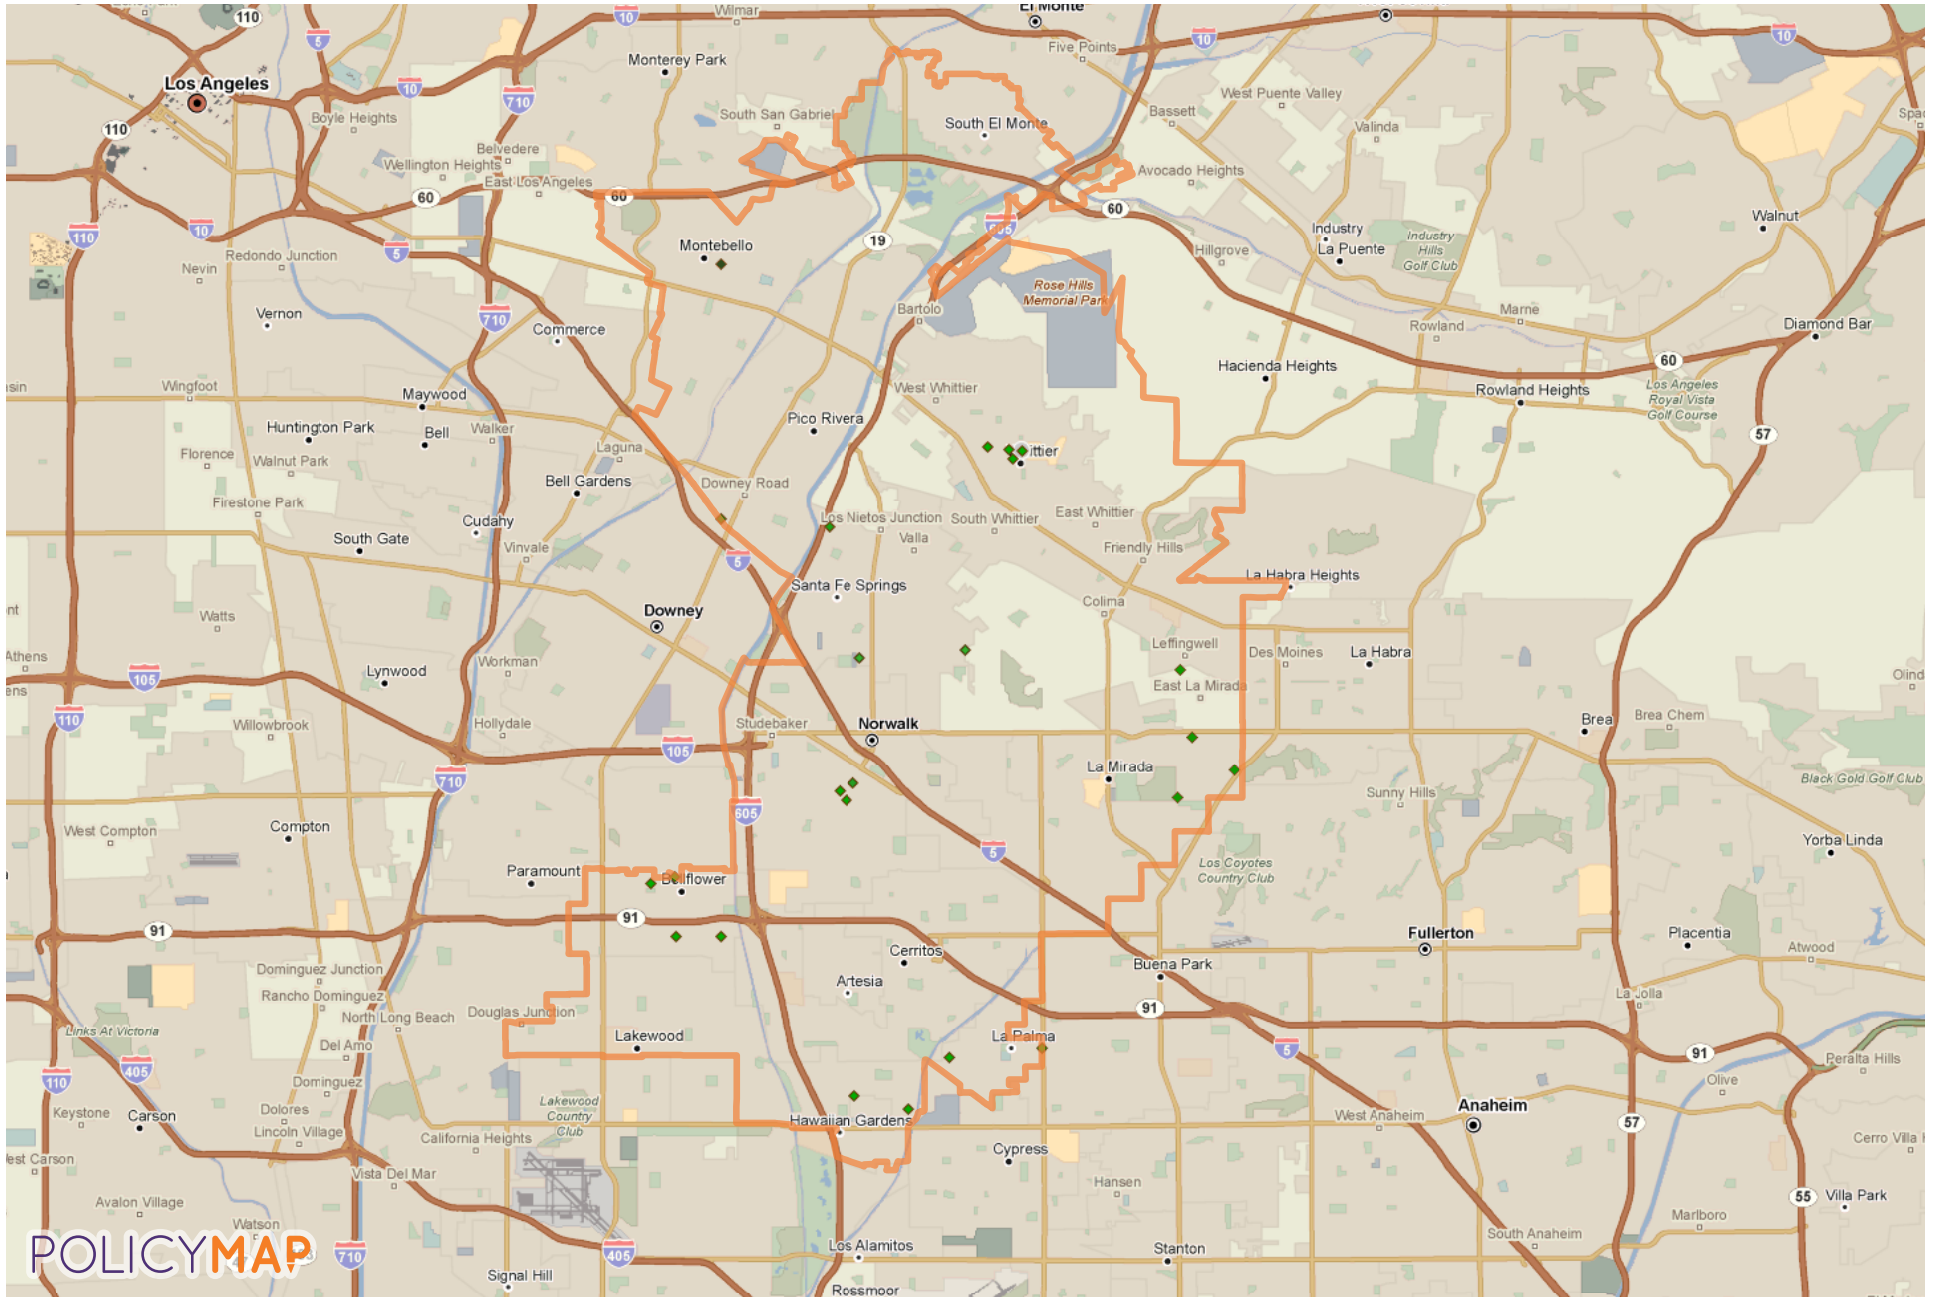 110
Wilmar
El Monte
10
5
Five Points
10
10
Monterey Park
Los Angeles
10
710
West Puente Valley
Bassett
South San Gabriel
Boyle Heights
110
South El Monte
Valinda
Belvedere
Wellington Heights
East Los Angeles
Avocado Heights
60
60
60
Walnut
110
10
605
Industry
La Puente
Industry
Hills
Golf Club
5
19
Montebello
Hillgrove
Redondo Junction
Nevin
Rose Hills
Memorial Park
Bartolo
Vernon
710
Commerce
Marne
Rowland
Diamond Bar
60
Hacienda Heights
Wingfoot
Maywood
West Whittier
Rowland Heights
Los Angeles
Royal Vista
Golf Course
Pico Rivera
Huntington Park
Bell
Walker
57
Laguna
ittier
Florence
Walnut Park
Bell Gardens
Downey Road
Firestone Park
Cudahy
Los Nietos Junction
South Whittier
East Whittier
South Gate
Valla
Vinvale
Friendly Hills
5
Santa Fe Springs
La Habra Heights
Downey
Colima
Watts
Leffingwell
Des Moines
La Habra
Athens
Workman
Lynwood
105
East La Mirada
110
Willowbrook
Hollydale
Studebaker
Norwalk
Brea
Brea Chem
105
710
La Mirada
Black Gold Golf Club
Sunny Hills
605
West Compton
Compton
Yorba Linda
5
Paramount
Bellflower
Los Coyotes
Country Club
91
91
Fullerton
Placentia
Cerritos
Atwood
Dominguez Junction
Buena Park
Artesia
Rancho Dominguez
La Jolla
91
North Long Beach
Douglas Junction
Links At Victoria
Lakewood
La Palma
Del Amo
5
91
Peralta Hills
405
110
Dominguez
Olive
Keystone
Carson
Dolores
Lincoln Village
Lakewood
Country
Club
Hawaiian Gardens
West Anaheim
Anaheim
57
California Heights
Cerro Villa
West Carson
Cypress
Vista Del Mar
Hansen
Avalon Village
55
Villa Park
Marlboro
Watson
POLICYMAP
710
405
Los Alamitos
Stanton
South Anaheim
Signal Hill
Rossmoor